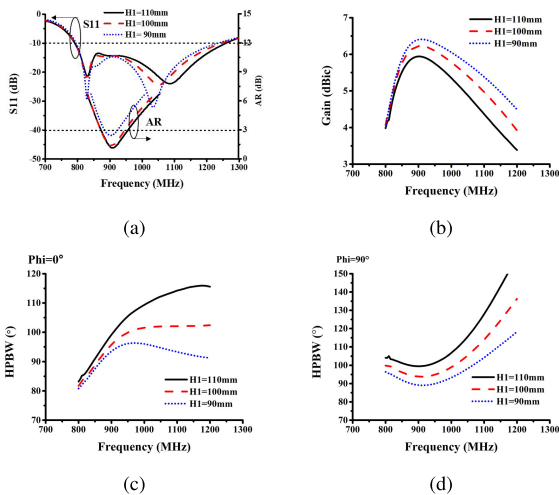 H1=110mm
H1=100mm
H1= 90mm
S11
AR
S11 (dB)
10
0
-10
-20
-30
-40
-50
15
12
9
6
3
0
AR (dB)
700 800 900 1000 1100 1200 1300
Frequency (MHz)
(a)
H1=110mm
H1=100mm
H1=90mm
Gain (dBic)
7
6
5
4
3
700 800 900 1000 1100 1200 1300
Frequency (MHz)
(b)
Phi=0°
HPBW (°)
120
110
100
90
80
70
H1=110mm
H1=100mm
H1=90mm
700 800 900 1000 1100 1200 1300
Frequency (MHz)
(c)
Phi=90°
HPBW (°)
150
140
130
120
110
100
90
80
70
H1=110mm
H1=100mm
H1=90mm
700 800 900 1000 1100 1200 1300
Frequency (MHz)
(d)